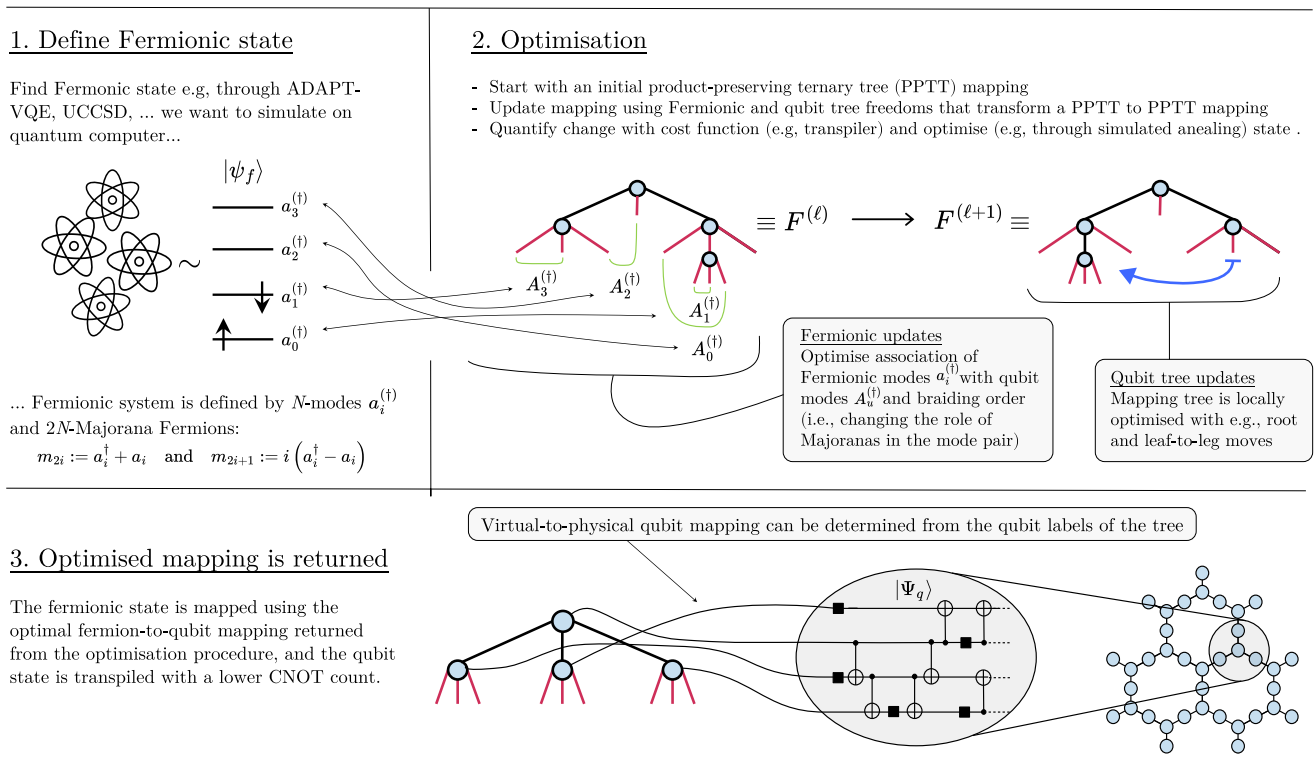 1. Define Fermionic state
Find Fermonic state e.g, through ADAPT-
VQE, UCCSD, ... we want to simulate on
quantum computer...
|ψ_f⟩
a_3^(†)
a_2^(†)
a_1^(†)
a_0^(†)
∼
... Fermionic system is defined by N-modes a_i^(†)
and 2N-Majorana Fermions:
m_{2i} := a_i^† + a_i and m_{2i+1} := i (a_i^† − a_i)
2. Optimisation
- Start with an initial product-preserving ternary tree (PPTT) mapping
- Update mapping using Fermionic and qubit tree freedoms that transform a PPTT to PPTT mapping
- Quantify change with cost function (e.g, transpiler) and optimise (e.g, through simulated anealing) state .
≡ F^(ℓ) ⟶ F^(ℓ+1) ≡
A_3^(†)
A_2^(†)
A_1^(†)
A_0^(†)
Fermionic updates
Optimise association of
Fermionic modes a_i^(†) with qubit
modes A_u^(†) and braiding order
(i.e., changing the role of
Majoranas in the mode pair)
Qubit tree updates
Mapping tree is locally
optimised with e.g., root
and leaf-to-leg moves
3. Optimised mapping is returned
The fermionic state is mapped using the
optimal fermion-to-qubit mapping returned
from the optimisation procedure, and the qubit
state is transpiled with a lower CNOT count.
Virtual-to-physical qubit mapping can be determined from the qubit labels of the tree
|Ψ_q⟩